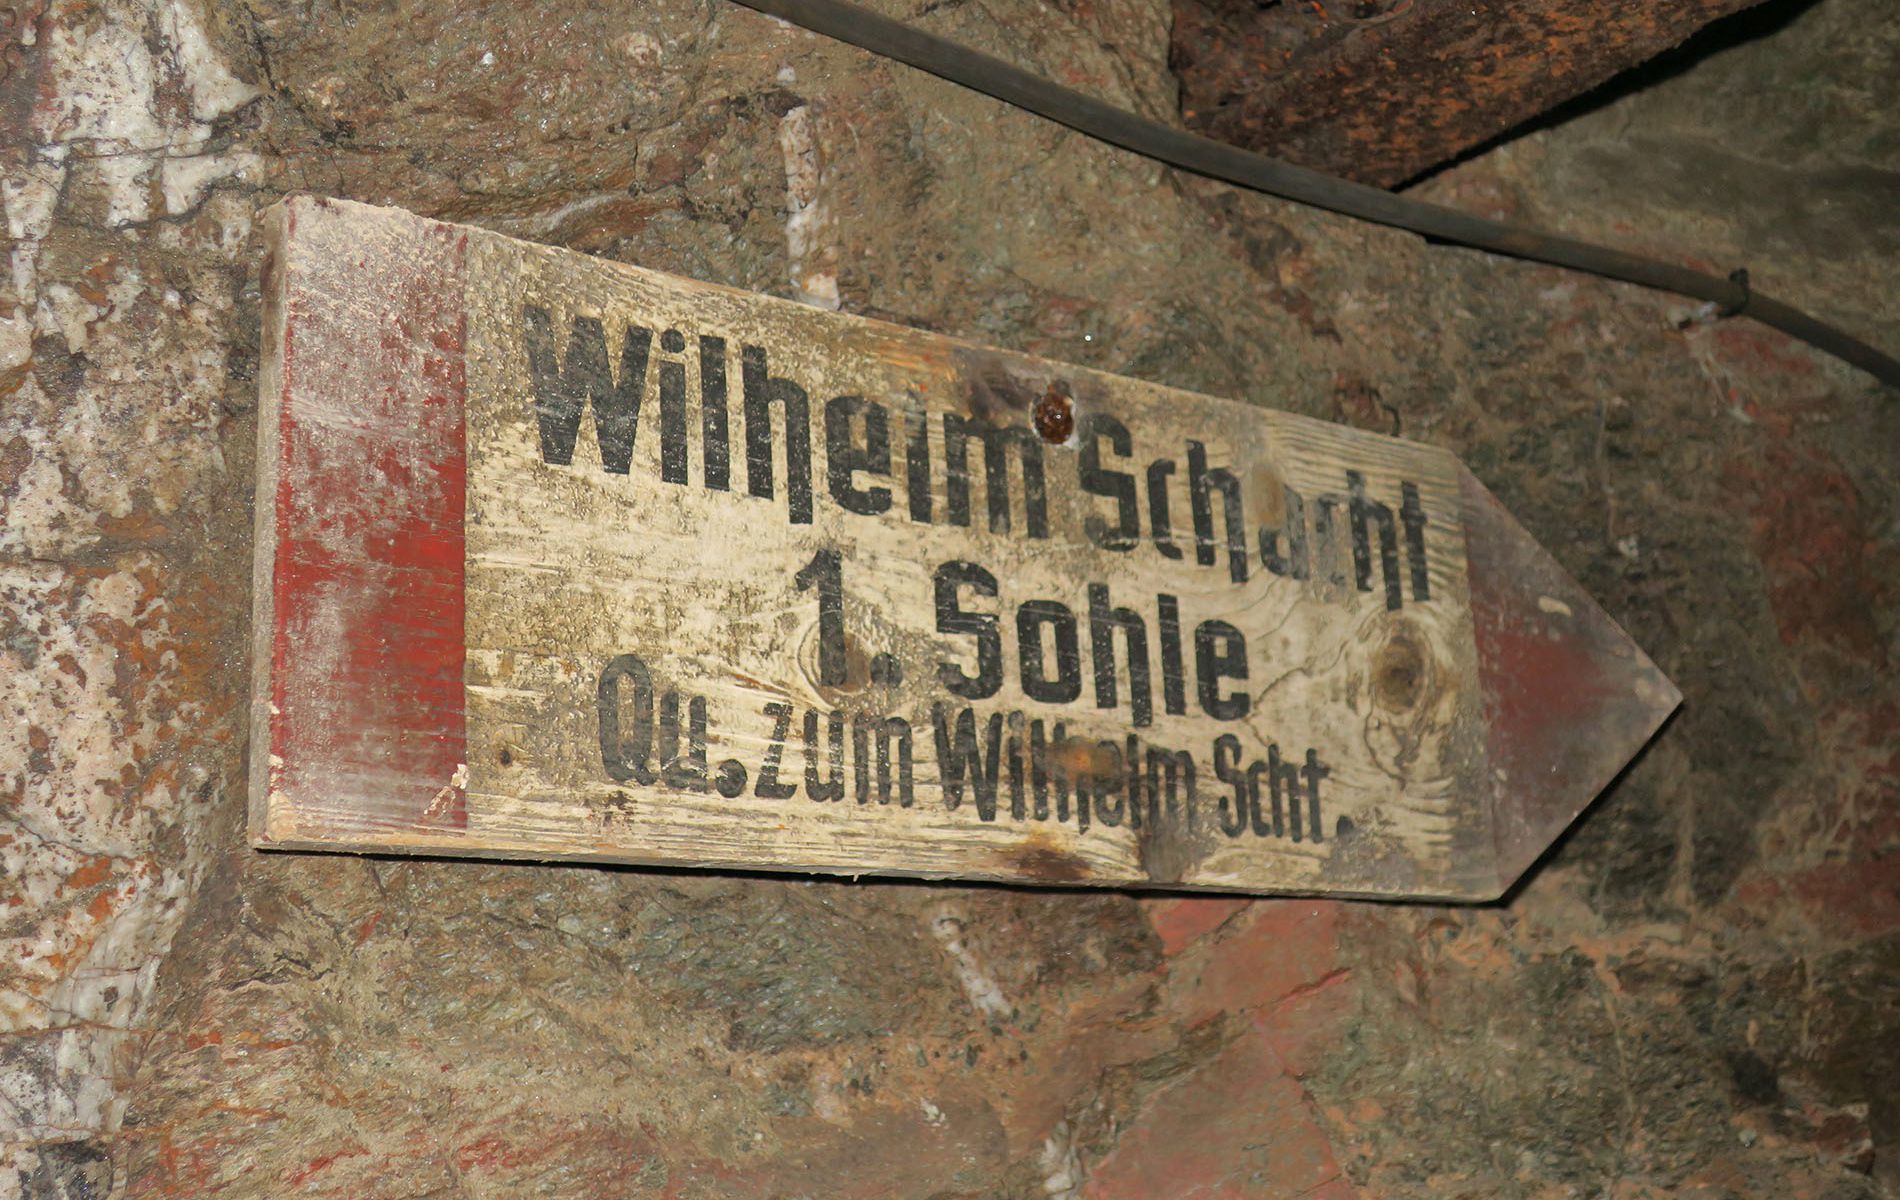 Wilhelm Schacht
1. Sohle
Qu. zum Wilhelm Scht.